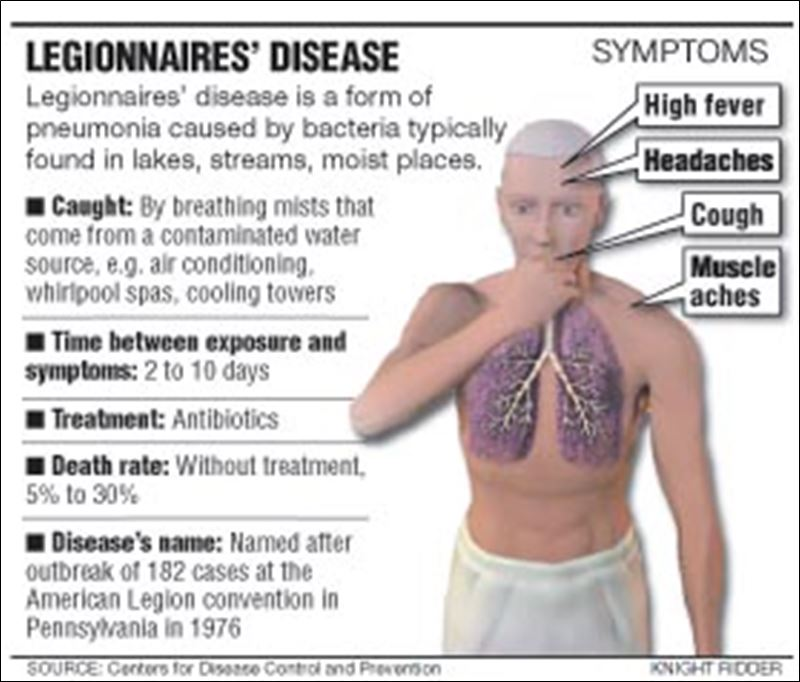 LEGIONNAIRES' DISEASE
Legionnaires' disease is a form of
pneumonia caused by bacteria typically
found in lakes, streams, moist places.
■ Caught: By breathing mists that
come from a contaminated water
source, e.g. air conditioning,
whirlpool spas, cooling towers
■ Time between exposure and
symptoms: 2 to 10 days
■ Treatment: Antibiotics
■ Death rate: Without treatment,
5% to 30%
■ Disease's name: Named after
outbreak of 182 cases at the
American Legion convention in
Pennsylvania in 1976
SYMPTOMS
High fever
Headaches
Cough
Muscle
aches
SOURCE: Centers for Disease Control and Prevention
KNIGHT RIDDER